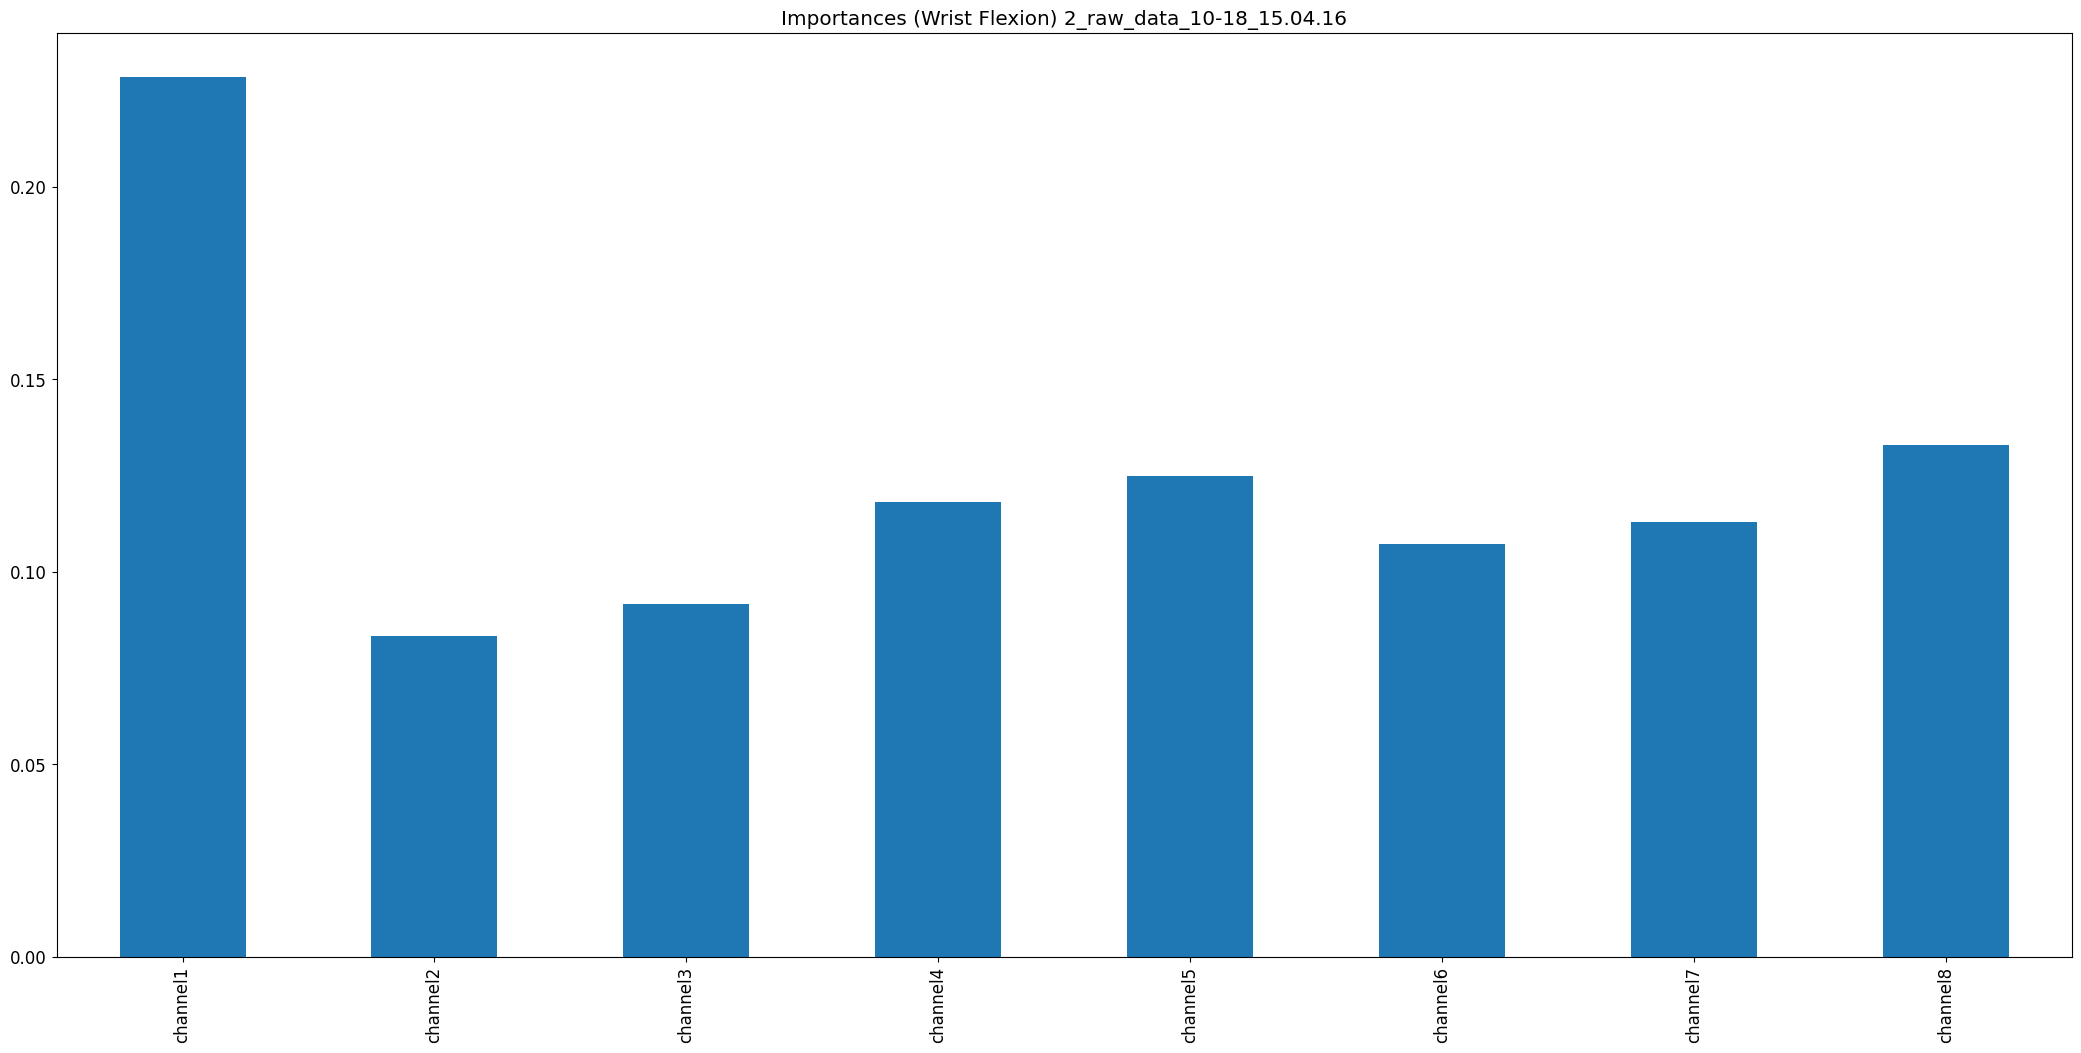 Importances (Wrist Flexion) 2_raw_data_10-18_15.04.16
0.20
0.15
0.10
0.05
0.00
channel1
channel2
channel3
channel4
channel5
channel6
channel7
channel8